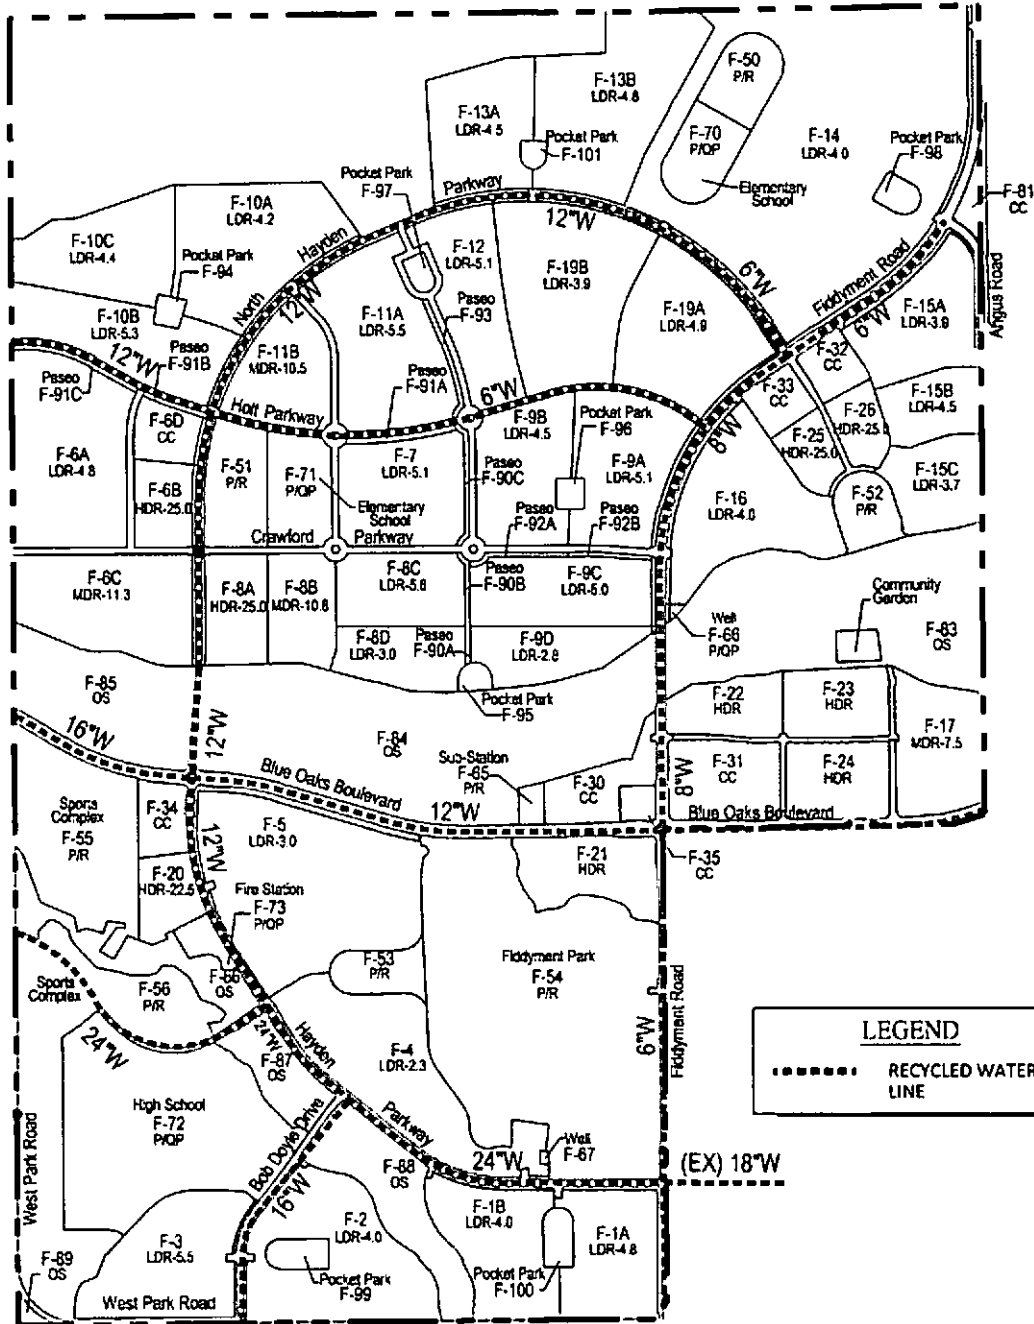 F-50
P/R
F-13B
LDR-4.8
F-13A
LDR-4.5
F-70
P/QP
F-14
LDR-4.0
Pocket Park
F-98
Pocket Park
F-101
Elementary
School
F-81
CC
Pocket Park
F-97
Parkway
12"W
F-10A
LDR-4.2
F-10C
LDR-4.4
Hayden
F-12
LDR-5.1
Pocket Park
F-94
North
12"W
F-19B
LDR-3.9
6"W
Fiddyment Road
6"W
Angus Road
F-10B
LDR-5.3
F-11A
LDR-5.5
Paseo
F-93
F-19A
LDR-4.9
F-15A
LDR-3.9
12"W
Paseo
F-91B
F-11B
MDR-10.5
Paseo
F-91A
6"W
F-32
CC
Paseo
F-91C
F-33
CC
F-15B
LDR-4.5
F-6D
CC
Holt Parkway
F-9B
LDR-4.5
Pocket Park
F-96
8"W
F-26
HDR-25.0
F-25
HDR-25.0
F-6A
LDR-4.8
F-51
P/R
F-71
P/QP
F-7
LDR-5.1
Paseo
F-90C
F-9A
LDR-5.1
F-15C
LDR-3.7
F-6B
HDR-25.0
Elementary
School
F-16
LDR-4.0
F-52
P/R
Crawford Parkway
Paseo
F-92A
Paseo
F-92B
F-6C
MDR-11.3
F-8A
HDR-25.0
F-8B
MDR-10.8
F-8C
LDR-5.8
Paseo
F-90B
F-9C
LDR-5.0
Community
Garden
Well
F-66
P/QP
F-83
OS
F-8D
LDR-3.0
Paseo
F-90A
F-9D
LDR-2.8
F-85
OS
Pocket Park
F-95
F-22
HDR
F-23
HDR
F-17
MDR-7.5
16"W
12"W
F-84
OS
Sub-Station
F-65
P/R
F-30
CC
8"W
F-31
CC
F-24
HDR
Blue Oaks Boulevard
12"W
Blue Oaks Boulevard
Sports
Complex
F-55
P/R
F-34
CC
12"W
F-5
LDR-3.0
F-21
HDR
F-35
CC
F-20
HDR-22.5
Fire Station
F-73
P/QP
F-53
P/R
Fiddyment Park
F-54
P/R
F-86
OS
Sports
Complex
F-56
P/R
24"W
24"W
F-87
OS
Hayden
F-4
LDR-2.3
6"W
Fiddyment Road
LEGEND
RECYCLED WATER
LINE
High School
F-72
P/QP
Bob Doyle Drive
Parkway
Well
F-67
West Park Road
16"W
F-88
OS
24"W
(EX) 18"W
F-3
LDR-5.5
F-2
LDR-4.0
F-1B
LDR-4.0
F-1A
LDR-4.8
F-89
OS
Pocket Park
F-99
Pocket Park
F-100
West Park Road